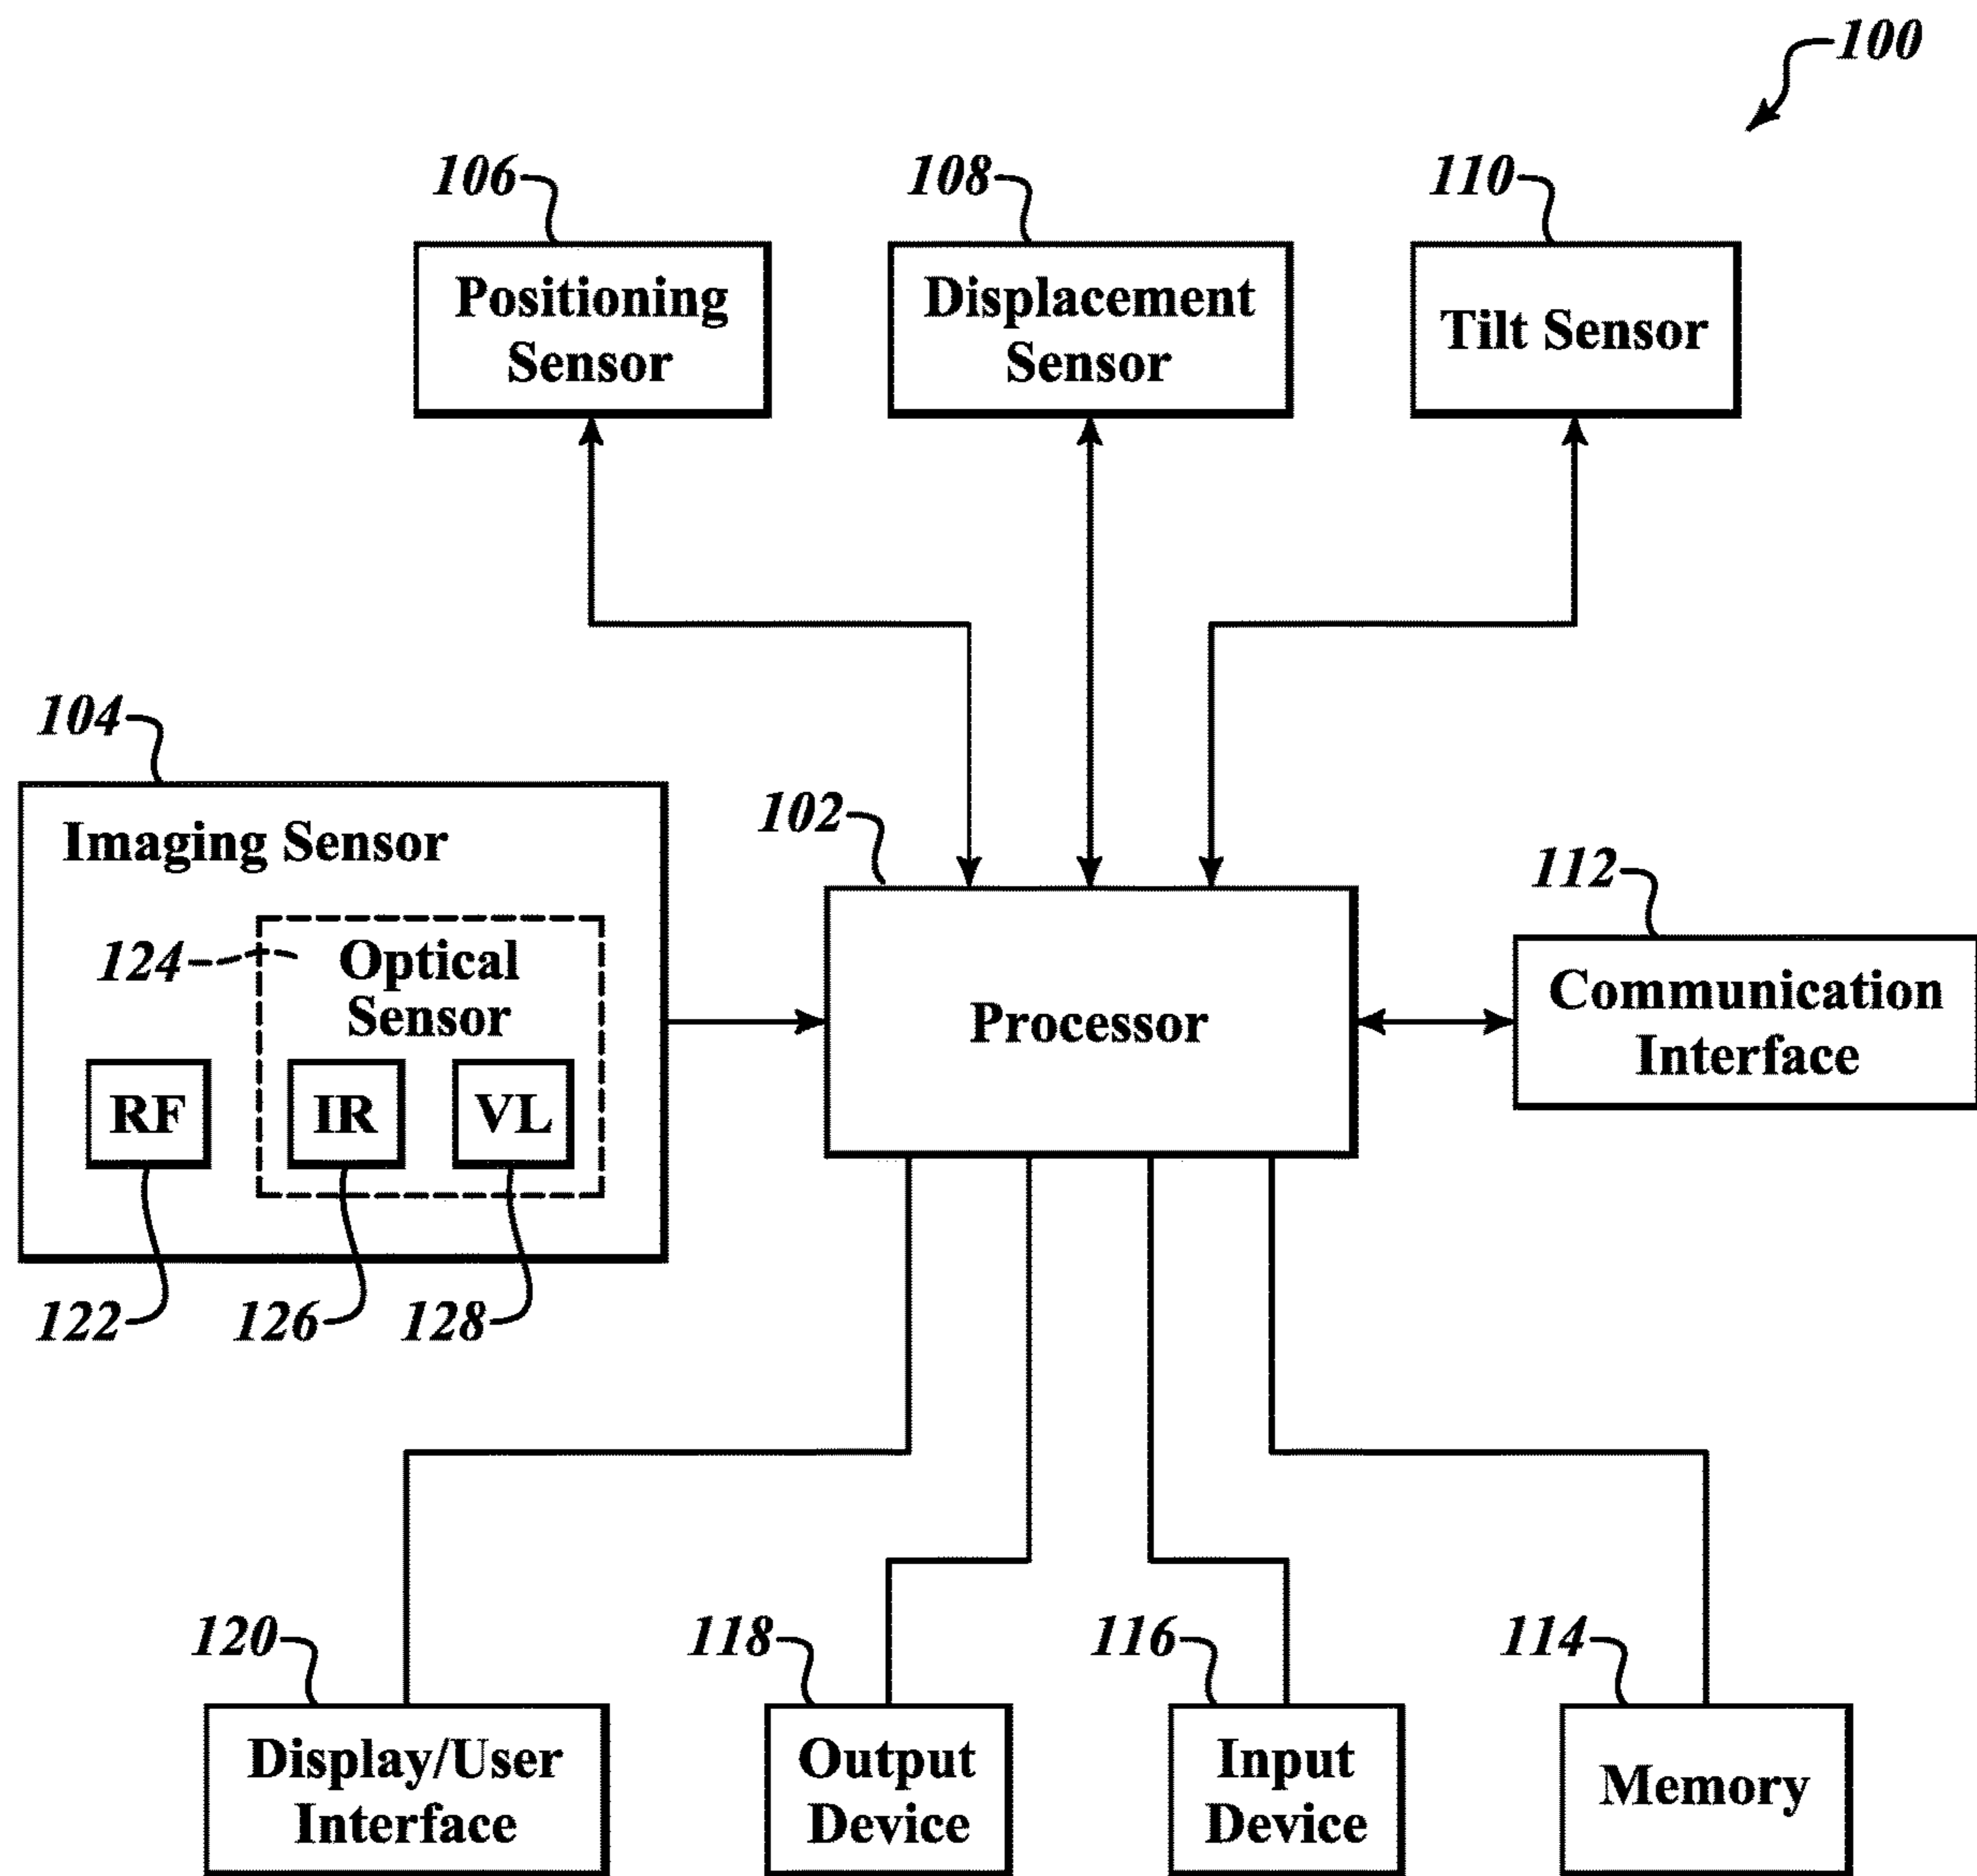 100
106
108
110
Positioning
Sensor
Displacement
Sensor
Tilt Sensor
104
Imaging Sensor
102
112
124
Optical
Sensor
Processor
Communication
Interface
RF
IR
VL
122
126
128
120
118
116
114
Display/User
Interface
Output
Device
Input
Device
Memory